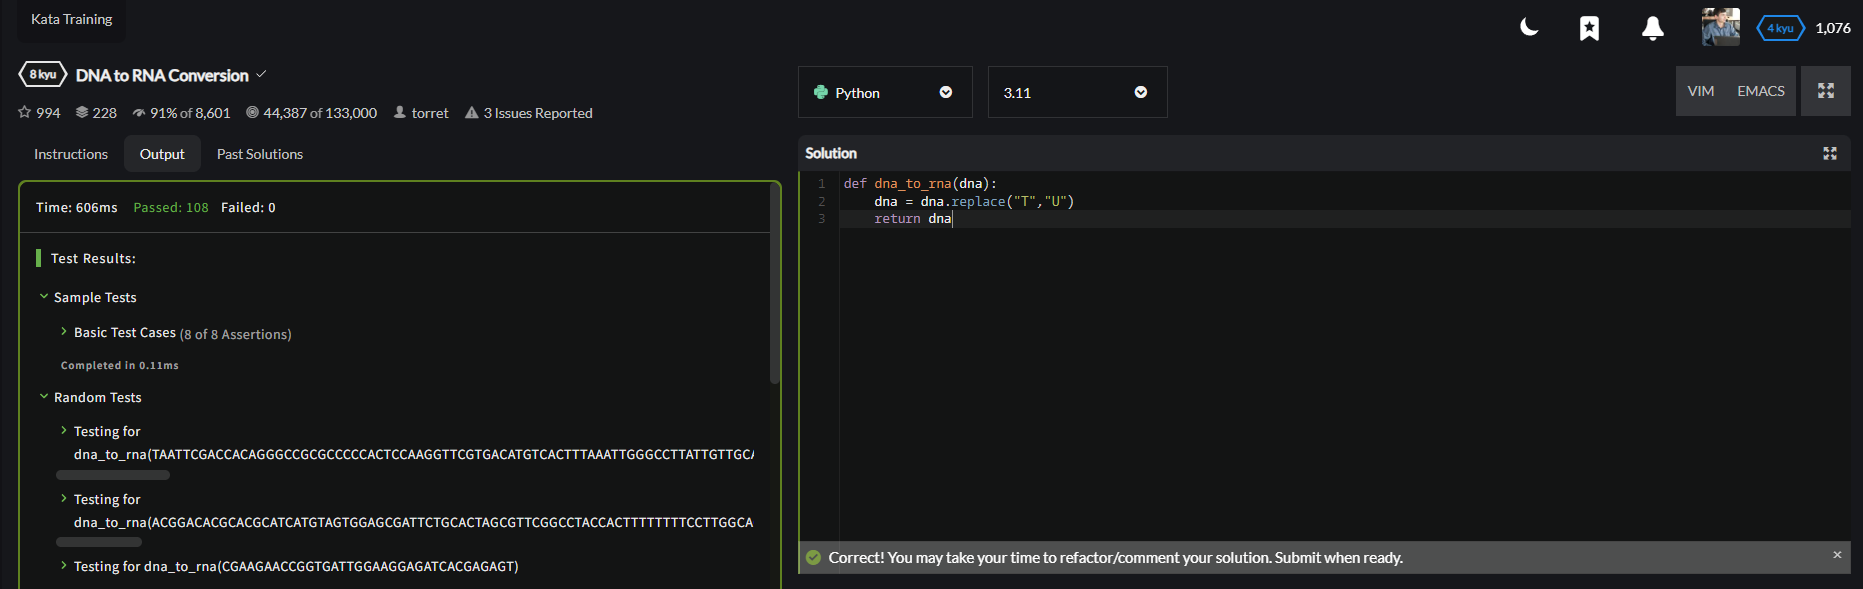 Kata Training
4 kyu 1,076
8 kyu DNA to RNA Conversion
994 228 91% of 8,601 44,387 of 133,000 torret 3 Issues Reported
Python 3.11
VIM EMACS
Instructions Output Past Solutions
Time: 606ms Passed: 108 Failed: 0
Test Results:
Sample Tests
Basic Test Cases (8 of 8 Assertions)
Completed in 0.11ms
Random Tests
Testing for
dna_to_rna(TAATTCGACCACAGGGCCGCGCCCCCACTCCAAGGTTCGTGACATGTCACTTTAAATTGGGCCTTATTGTTGCA
Testing for
dna_to_rna(ACGGACACGCACGCATCATGTAGTGGAGCGATTCTGCACTAGCGTTCGGCCTACCACTTTTTTTTCCTTGGCA
Testing for dna_to_rna(CGAAGAACCGGTGATTGGAAGGAGATCACGAGAGT)
Solution
1 def dna_to_rna(dna):
2 dna = dna.replace("T","U")
3 return dna
Correct! You may take your time to refactor/comment your solution. Submit when ready.